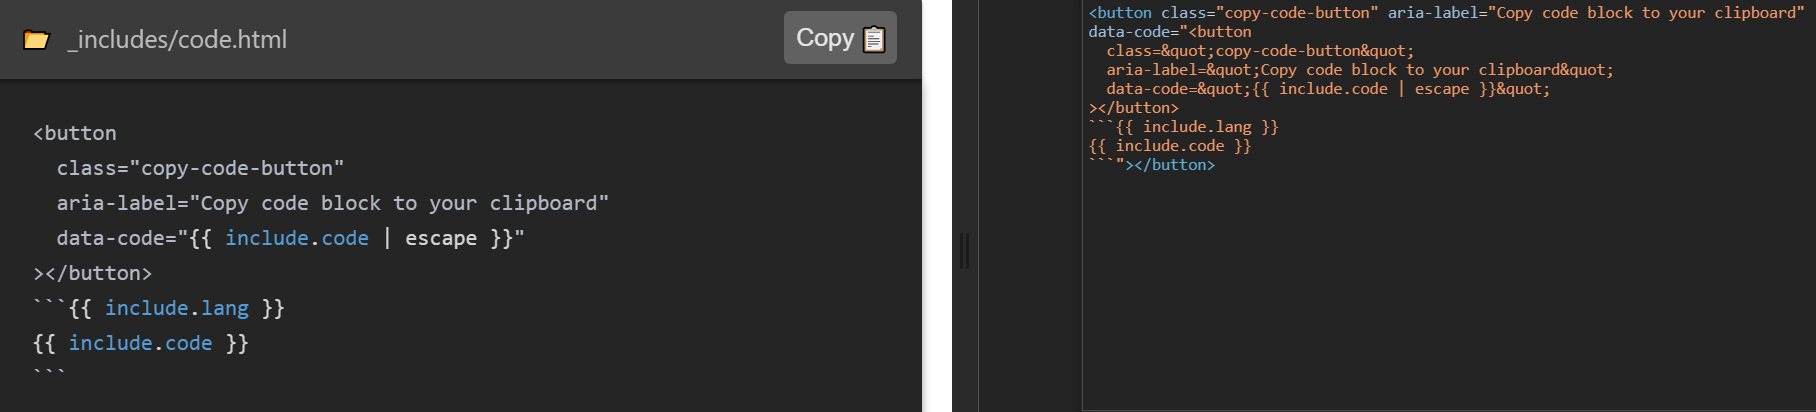 _includes/code.html
Copy
<button
  class="copy-code-button"
  aria-label="Copy code block to your clipboard"
  data-code="{{ include.code | escape }}"
></button>
```{{ include.lang }}
{{ include.code }}
```
<button class="copy-code-button" aria-label="Copy code block to your clipboard"
data-code="<button
  class=&quot;copy-code-button&quot;
  aria-label=&quot;Copy code block to your clipboard&quot;
  data-code=&quot;{{ include.code | escape }}&quot;
></button>
```{{ include.lang }}
{{ include.code }}
```"></button>